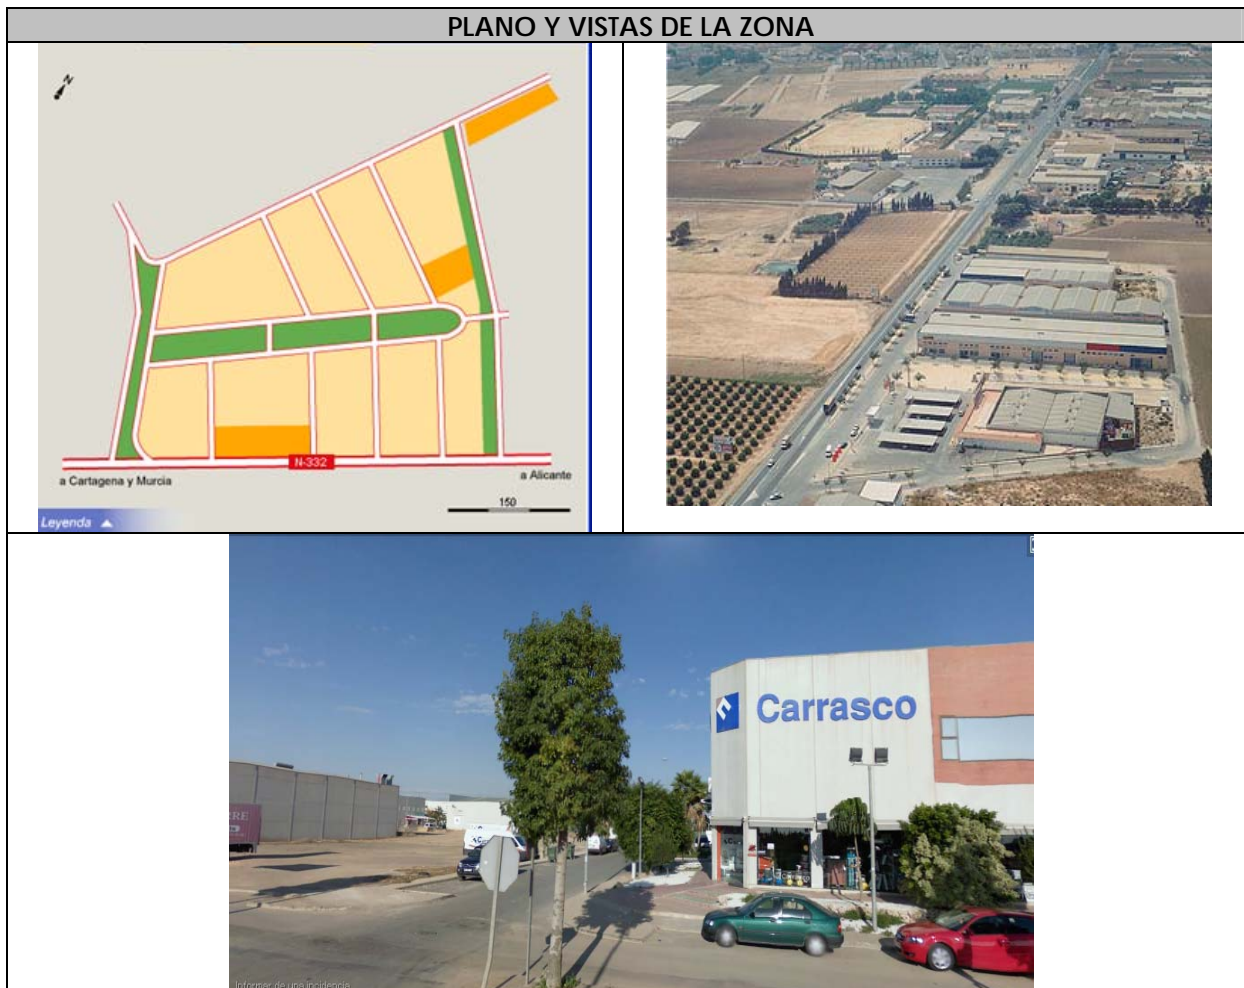 PLANO Y VISTAS DE LA ZONA
N
N-332
a Cartagena y Murcia
a Alicante
150
Leyenda
Carrasco
Informar de una incidencia